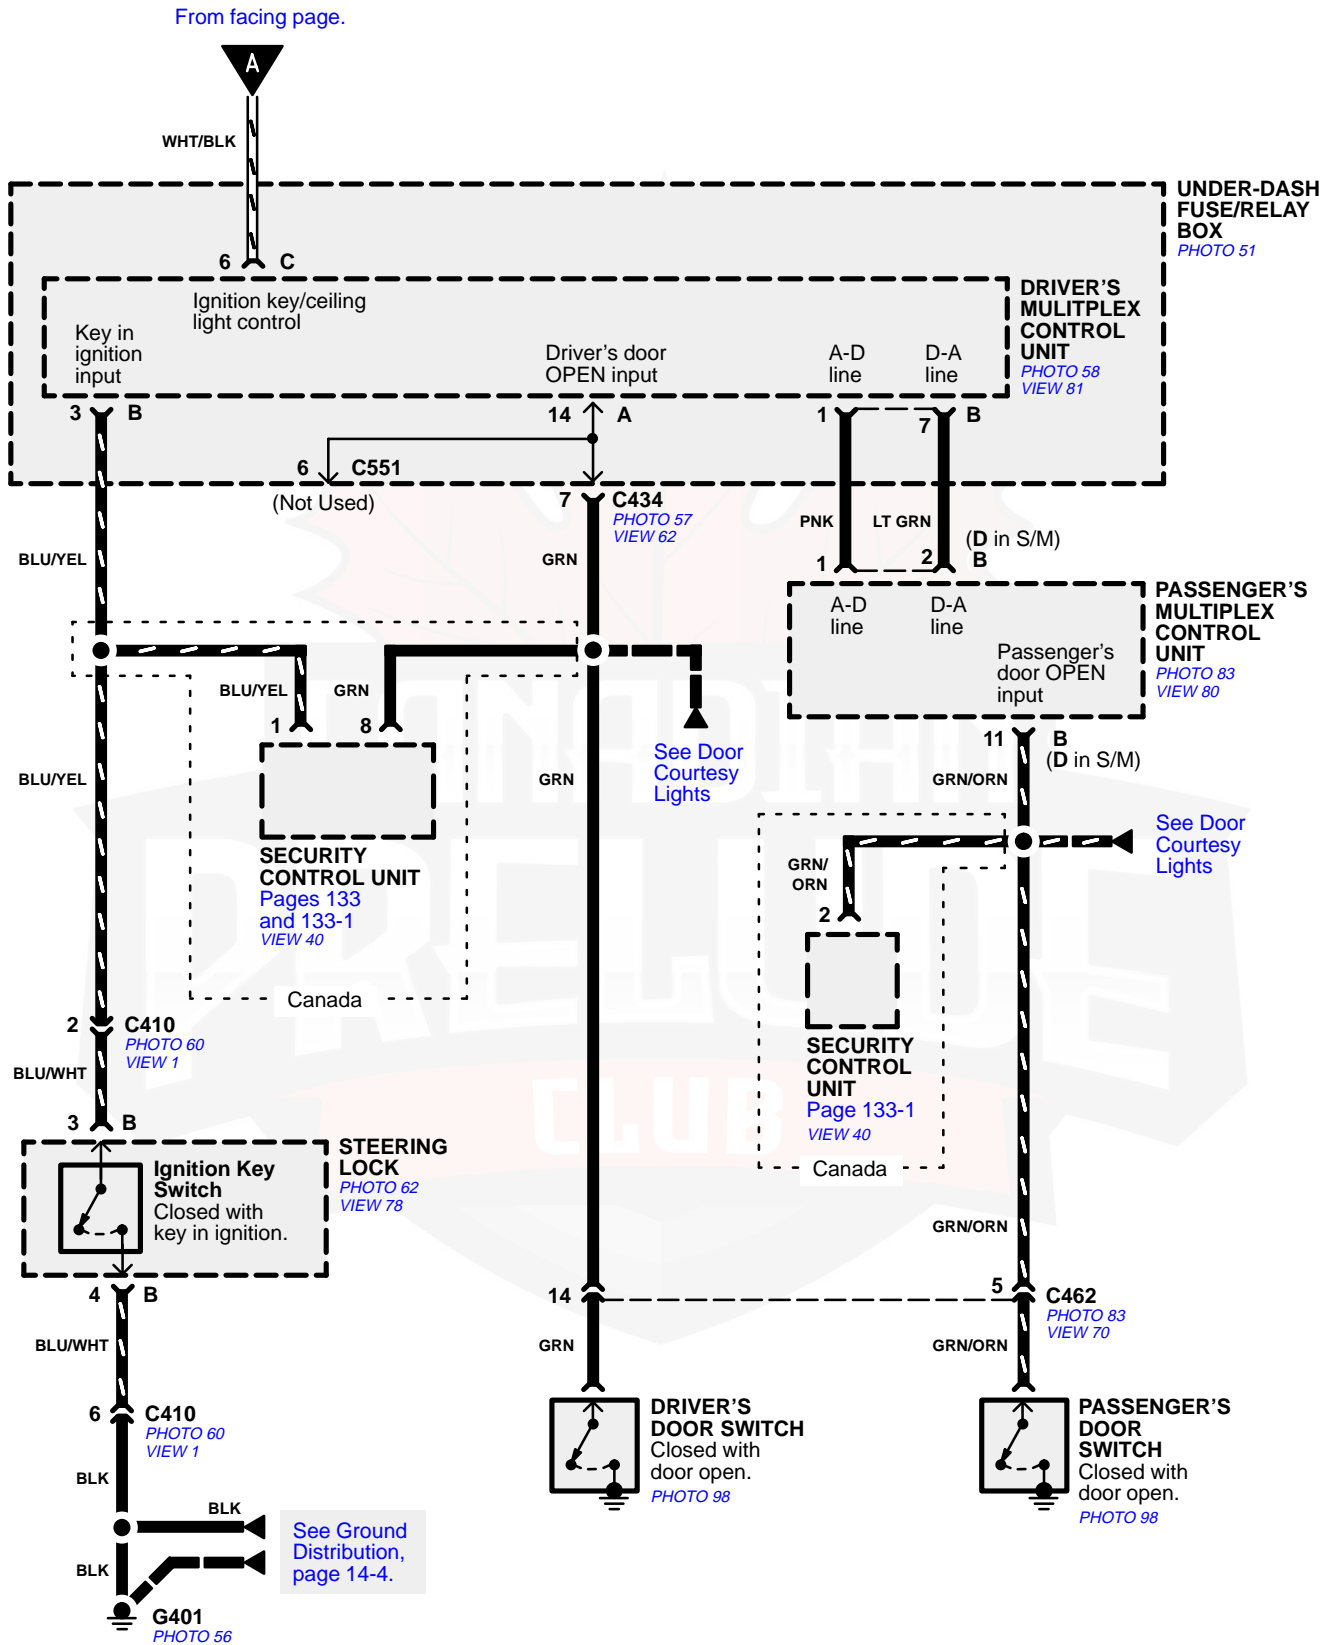 From facing page.
A
WHT/BLK
UNDER-DASH
FUSE/RELAY
BOX
PHOTO 51
6 C
Ignition key/ceiling
light control
DRIVER'S
MULITPLEX
CONTROL
UNIT
PHOTO 58
VIEW 81
Key in
ignition
input
Driver's door
OPEN input
A-D
line
D-A
line
3 B
14 A
1
7 B
6 C551
(Not Used)
7 C434
PHOTO 57
VIEW 62
PNK
LT GRN
(D in S/M)
1
2 B
BLU/YEL
GRN
PASSENGER'S
MULTIPLEX
CONTROL
UNIT
PHOTO 83
VIEW 80
A-D
line
D-A
line
Passenger's
door OPEN
input
BLU/YEL
GRN
1
8
11 B
(D in S/M)
See Door
Courtesy
Lights
BLU/YEL
GRN
GRN/ORN
SECURITY
CONTROL UNIT
Pages 133
and 133-1
VIEW 40
See Door
Courtesy
Lights
GRN/
ORN
2
Canada
2 C410
PHOTO 60
VIEW 1
SECURITY
CONTROL
UNIT
Page 133-1
VIEW 40
BLU/WHT
3 B
Canada
STEERING
LOCK
PHOTO 62
VIEW 78
Ignition Key
Switch
Closed with
key in ignition.
GRN/ORN
4 B
14
5 C462
PHOTO 83
VIEW 70
BLU/WHT
GRN
GRN/ORN
6 C410
PHOTO 60
VIEW 1
DRIVER'S
DOOR SWITCH
Closed with
door open.
PHOTO 98
PASSENGER'S
DOOR
SWITCH
Closed with
door open.
PHOTO 98
BLK
BLK
See Ground
Distribution,
page 14-4.
BLK
G401
PHOTO 56
CANADIAN
PRELUDE
CLUB